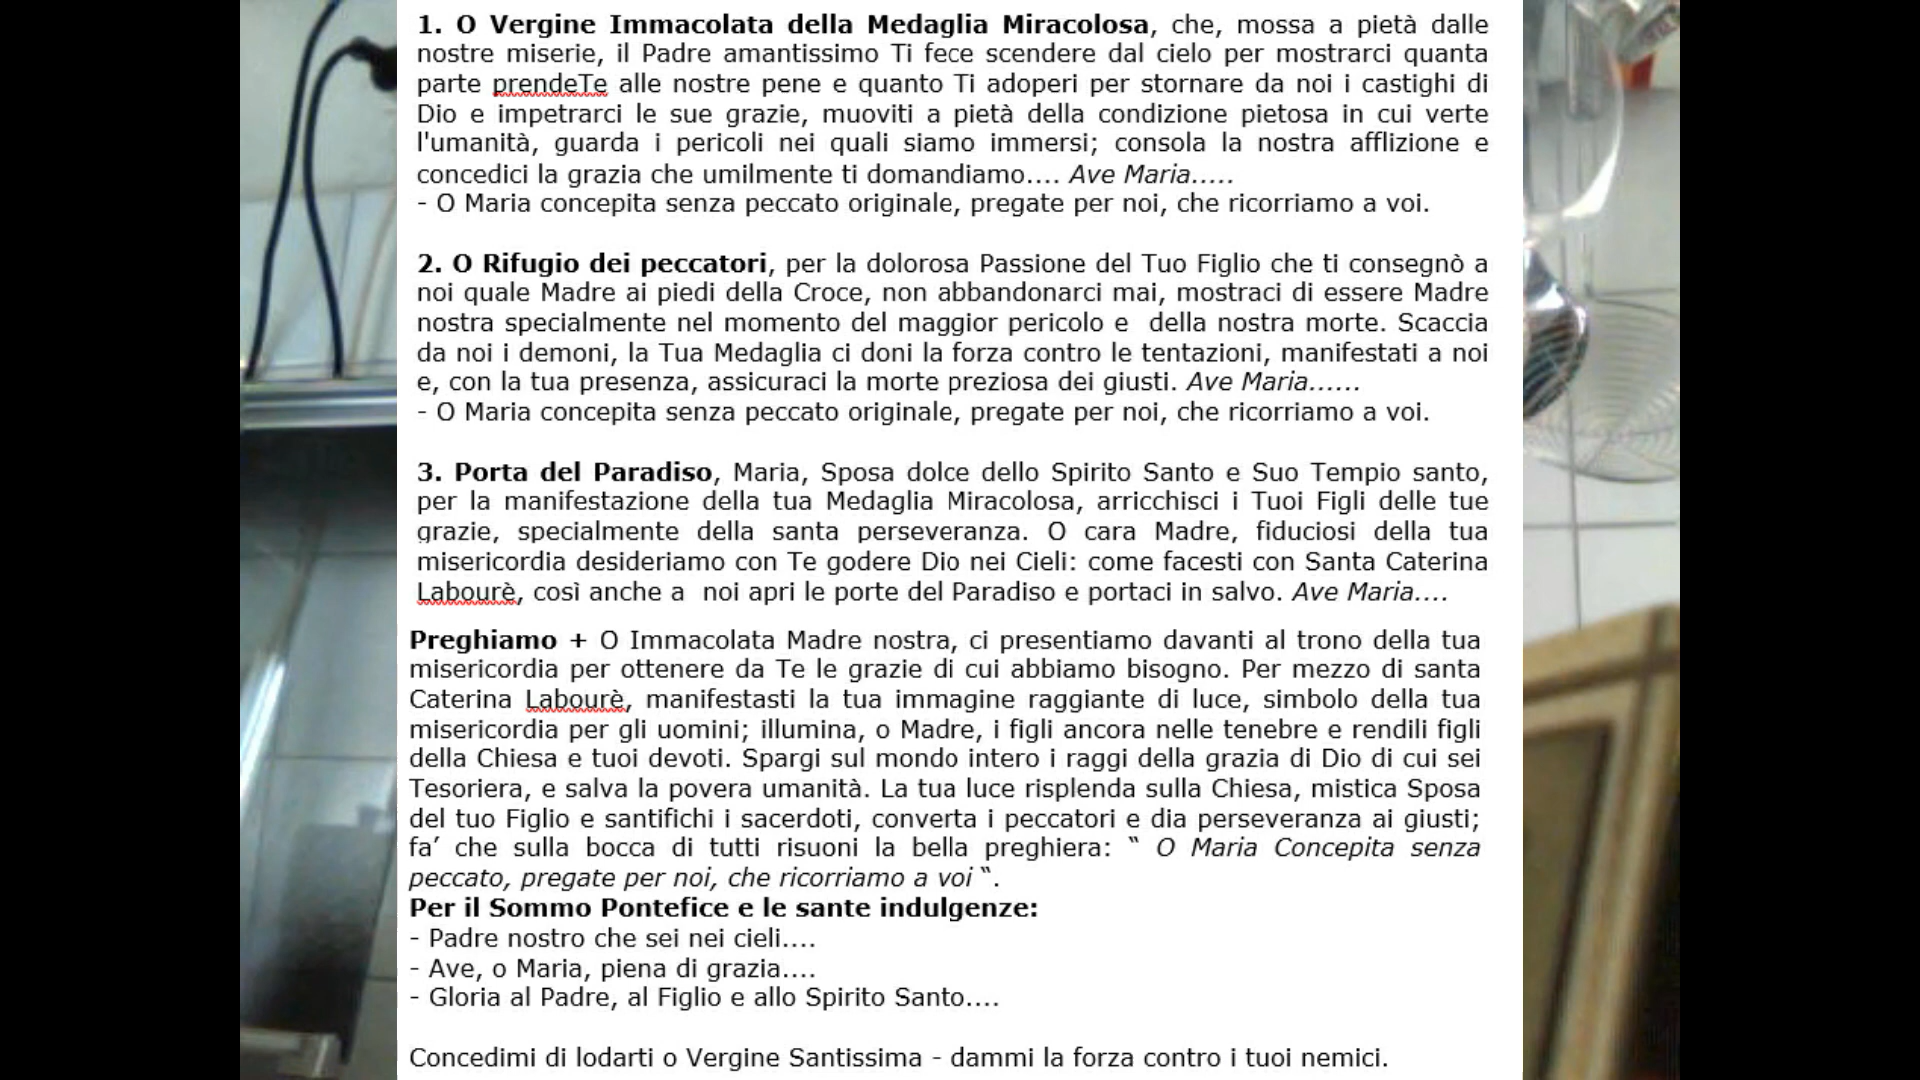 1. O Vergine Immacolata della Medaglia Miracolosa, che, mossa a pietà dalle
nostre miserie, il Padre amantissimo Ti fece scendere dal cielo per mostrarci quanta
parte prendeTe alle nostre pene e quanto Ti adoperi per stornare da noi i castighi di
Dio e impetrarci le sue grazie, muoviti a pietà della condizione pietosa in cui verte
l'umanità, guarda i pericoli nei quali siamo immersi; consola la nostra afflizione e
concedici la grazia che umilmente ti domandiamo.... Ave Maria.....
- O Maria concepita senza peccato originale, pregate per noi, che ricorriamo a voi.
2. O Rifugio dei peccatori, per la dolorosa Passione del Tuo Figlio che ti consegnò a
noi quale Madre ai piedi della Croce, non abbandonarci mai, mostraci di essere Madre
nostra specialmente nel momento del maggior pericolo e  della nostra morte. Scaccia
da noi i demoni, la Tua Medaglia ci doni la forza contro le tentazioni, manifestati a noi
e, con la tua presenza, assicuraci la morte preziosa dei giusti. Ave Maria......
- O Maria concepita senza peccato originale, pregate per noi, che ricorriamo a voi.
3. Porta del Paradiso, Maria, Sposa dolce dello Spirito Santo e Suo Tempio santo,
per la manifestazione della tua Medaglia Miracolosa, arricchisci i Tuoi Figli delle tue
grazie, specialmente della santa perseveranza. O cara Madre, fiduciosi della tua
misericordia desideriamo con Te godere Dio nei Cieli: come facesti con Santa Caterina
Labourè, così anche a  noi apri le porte del Paradiso e portaci in salvo. Ave Maria....
Preghiamo + O Immacolata Madre nostra, ci presentiamo davanti al trono della tua
misericordia per ottenere da Te le grazie di cui abbiamo bisogno. Per mezzo di santa
Caterina Labourè, manifestasti la tua immagine raggiante di luce, simbolo della tua
misericordia per gli uomini; illumina, o Madre, i figli ancora nelle tenebre e rendili figli
della Chiesa e tuoi devoti. Spargi sul mondo intero i raggi della grazia di Dio di cui sei
Tesoriera, e salva la povera umanità. La tua luce risplenda sulla Chiesa, mistica Sposa
del tuo Figlio e santifichi i sacerdoti, converta i peccatori e dia perseveranza ai giusti;
fa’ che sulla bocca di tutti risuoni la bella preghiera: “ O Maria Concepita senza
peccato, pregate per noi, che ricorriamo a voi “.
Per il Sommo Pontefice e le sante indulgenze:
- Padre nostro che sei nei cieli....
- Ave, o Maria, piena di grazia....
- Gloria al Padre, al Figlio e allo Spirito Santo....
Concedimi di lodarti o Vergine Santissima - dammi la forza contro i tuoi nemici.